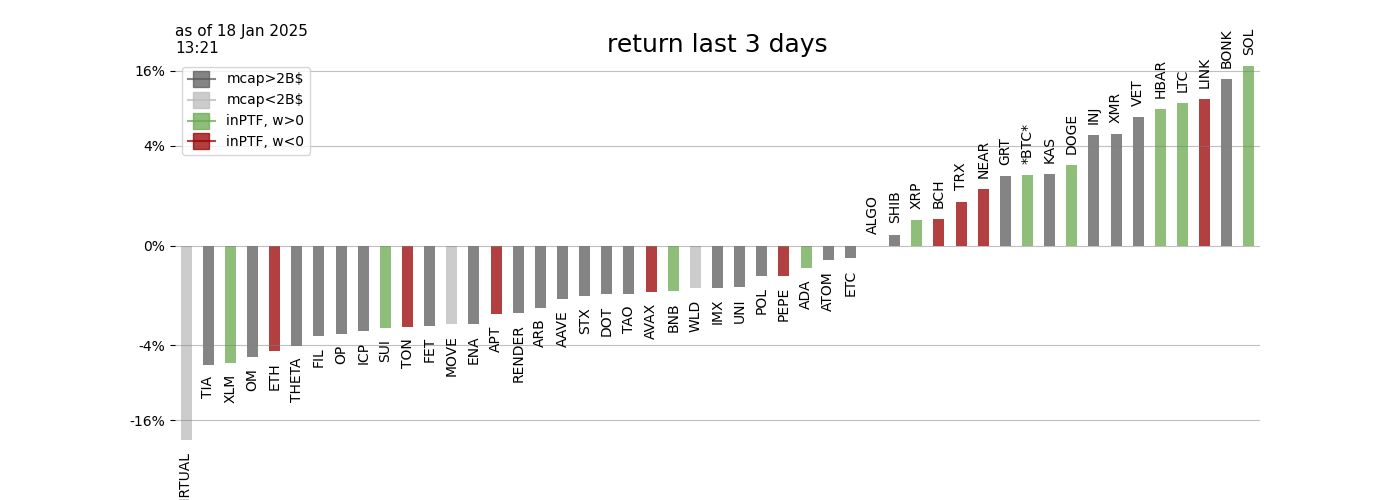 as of 18 Jan 2025
13:21
return last 3 days
mcap>2B$
mcap<2B$
inPTF, w>0
inPTF, w<0
16%
4%
0%
-4%
-16%
RTUAL
TIA
XLM
OM
ETH
THETA
FIL
OP
ICP
SUI
TON
FET
MOVE
ENA
APT
RENDER
ARB
AAVE
STX
DOT
TAO
AVAX
BNB
WLD
IMX
UNI
POL
PEPE
ADA
ATOM
ETC
ALGO
SHIB
XRP
BCH
TRX
NEAR
GRT
*BTC*
KAS
DOGE
INJ
XMR
VET
HBAR
LTC
LINK
BONK
SOL